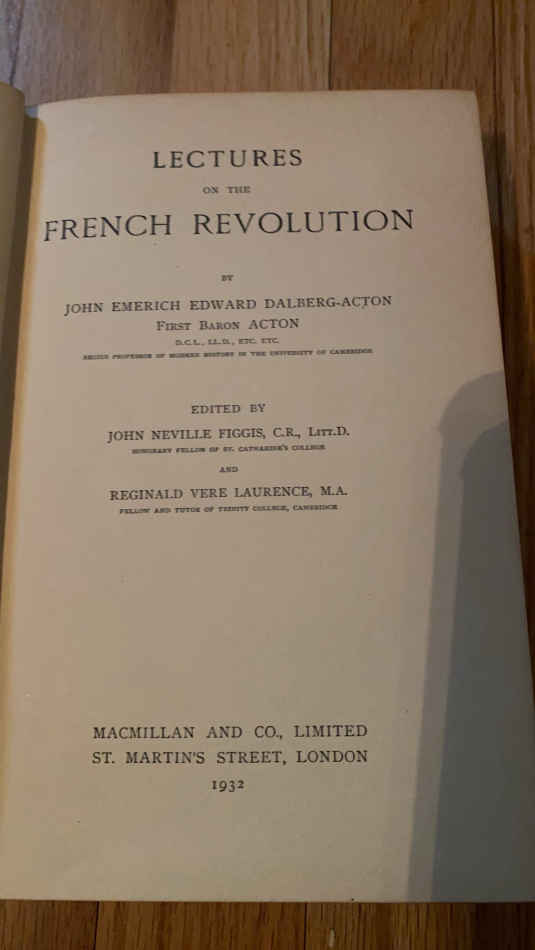 LECTURES
ON THE
FRENCH REVOLUTION
BY
JOHN EMERICH EDWARD DALBERG-ACTON
FIRST BARON ACTON
D.C.L., LL.D., ETC. ETC.
REGIUS PROFESSOR OF MODERN HISTORY IN THE UNIVERSITY OF CAMBRIDGE
EDITED BY
JOHN NEVILLE FIGGIS, C.R., LITT.D.
HONORARY FELLOW OF ST. CATHARINE'S COLLEGE
AND
REGINALD VERE LAURENCE, M.A.
FELLOW AND TUTOR OF TRINITY COLLEGE, CAMBRIDGE
MACMILLAN AND CO., LIMITED
ST. MARTIN'S STREET, LONDON
1932